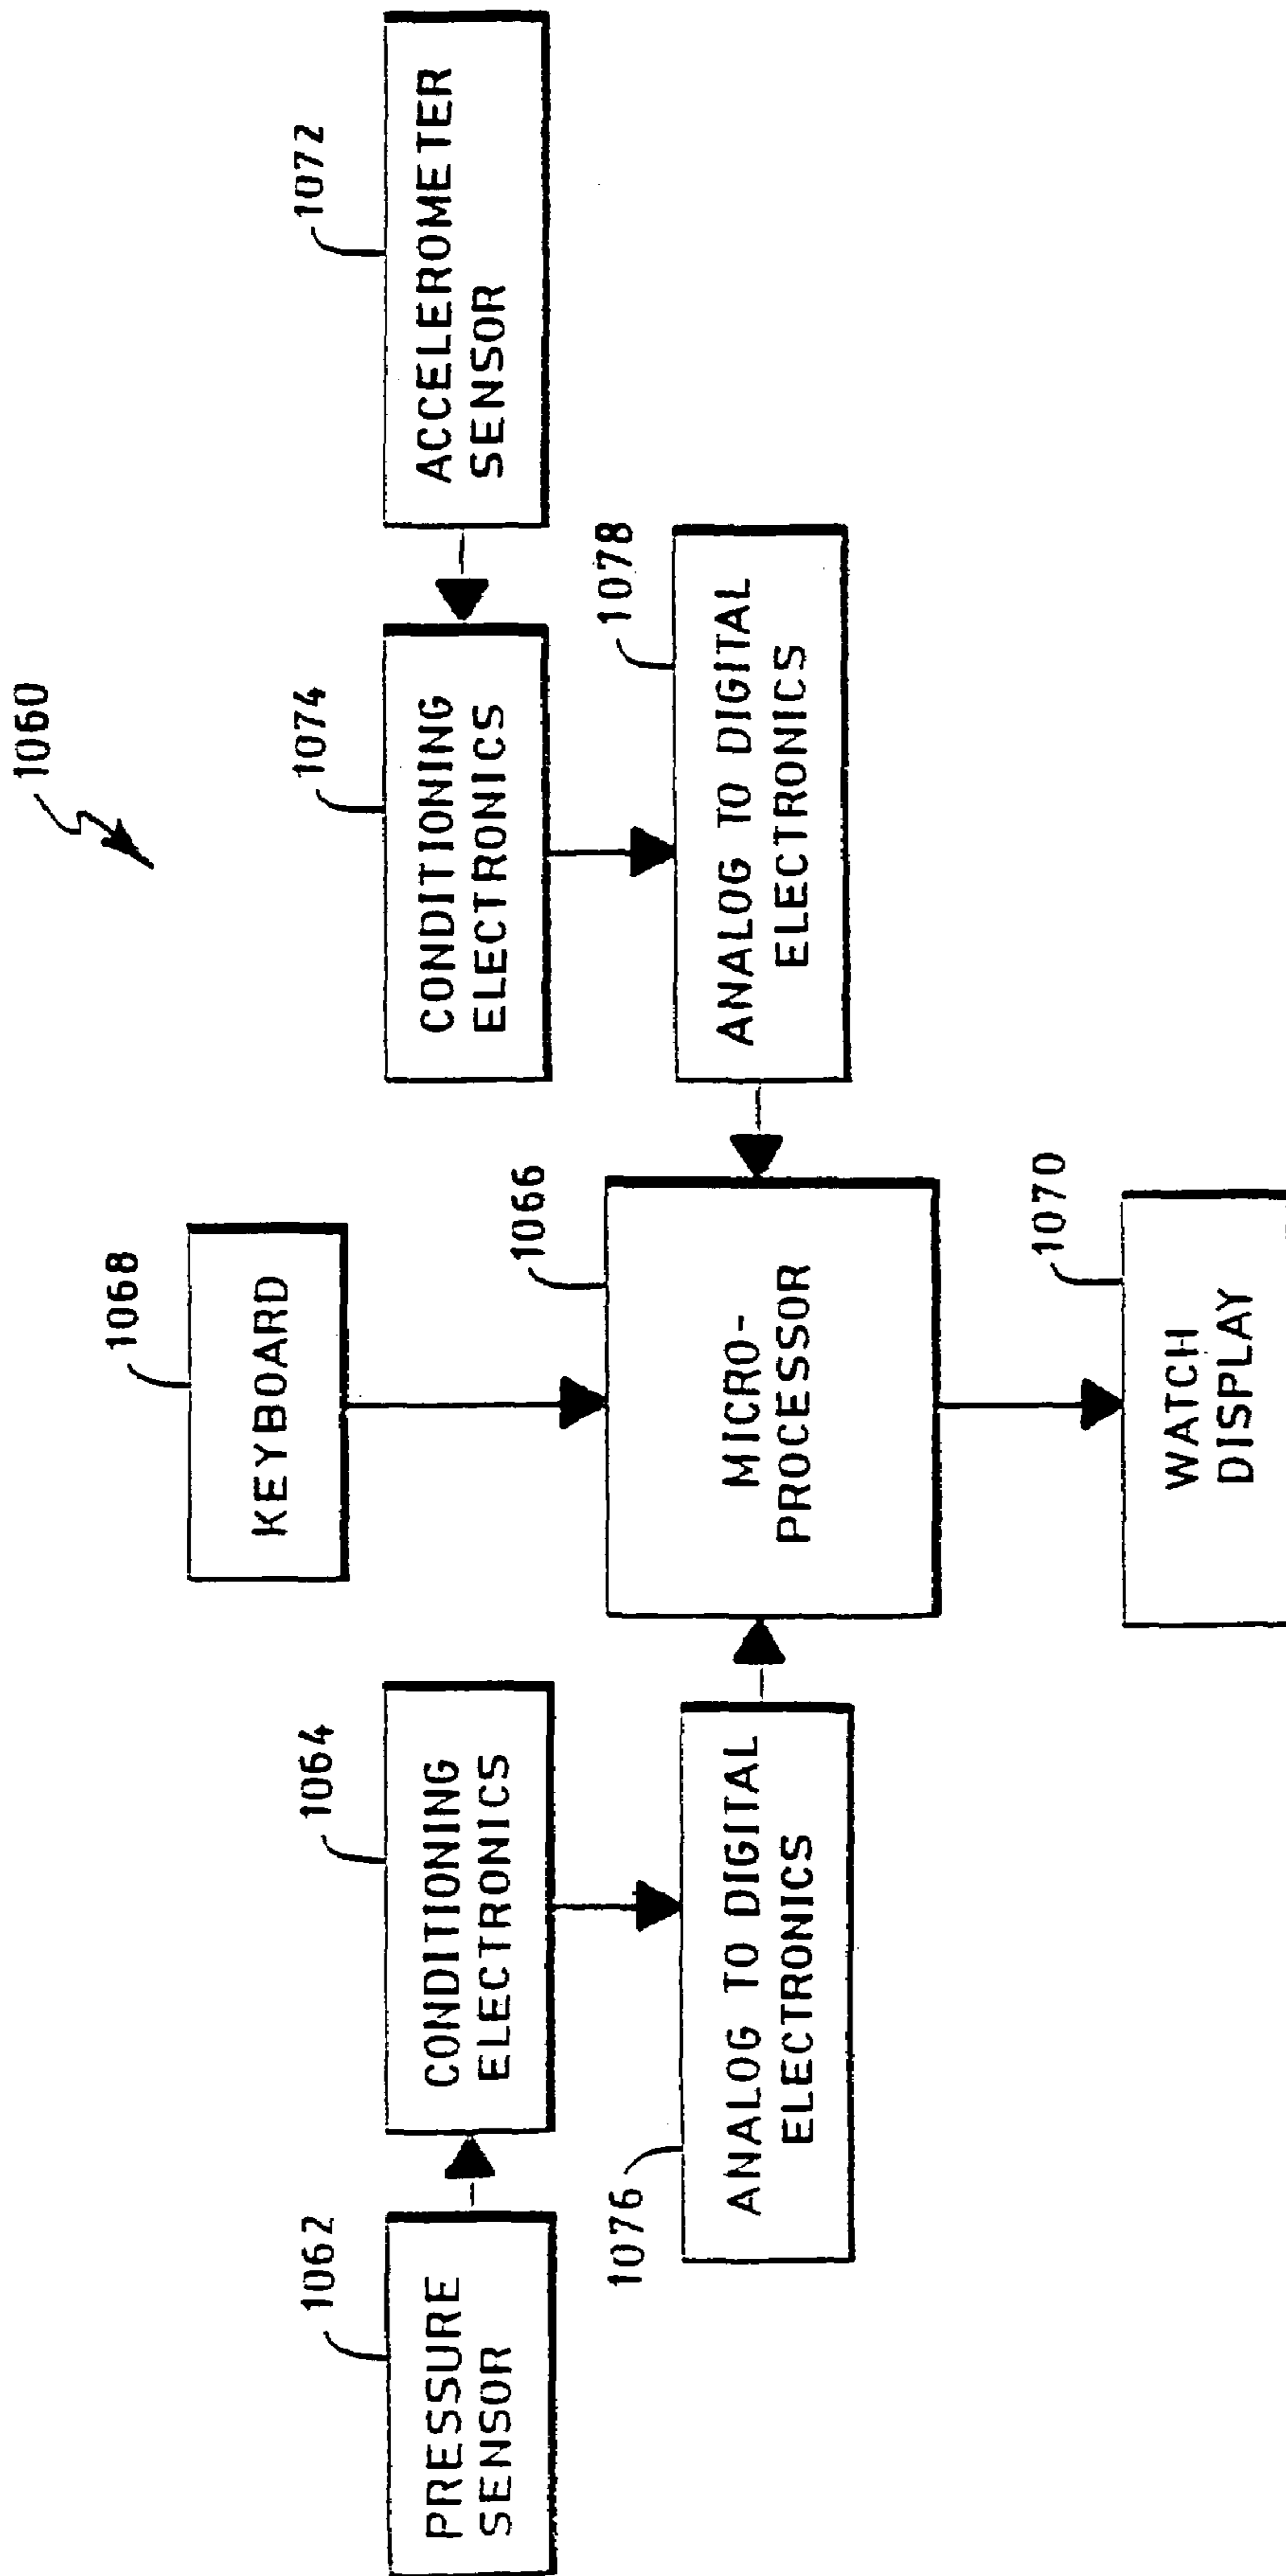 1060
1068
KEYBOARD
1062
PRESSURE
SENSOR
1064
CONDITIONING
ELECTRONICS
1074
CONDITIONING
ELECTRONICS
1072
ACCELEROMETER
SENSOR
1076
ANALOG TO DIGITAL
ELECTRONICS
1066
MICRO-
PROCESSOR
1078
ANALOG TO DIGITAL
ELECTRONICS
1070
WATCH
DISPLAY